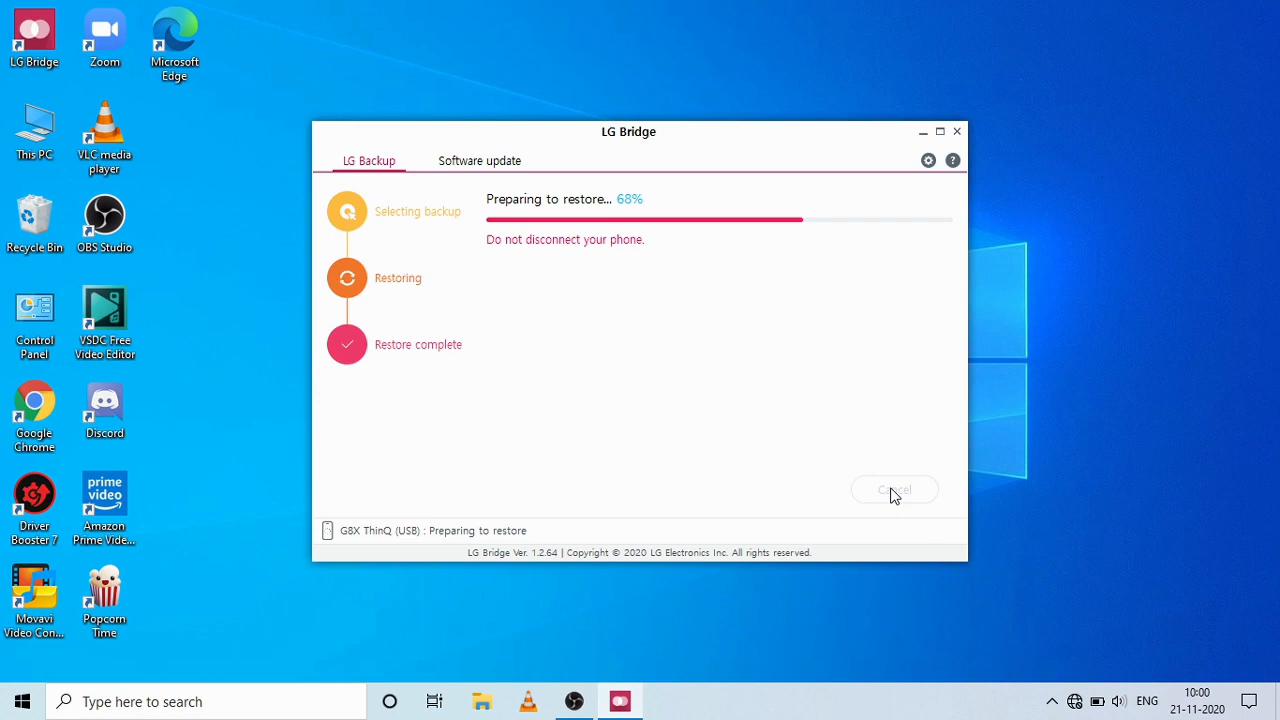 LG Bridge
Zoom
Microsoft
Edge
This PC
VLC media
player
Recycle Bin
OBS Studio
Control
Panel
VSDC Free
Video Editor
Google
Chrome
Discord
Driver
Booster 7
prime
video
Amazon
Prime Vide...
Movavi
Video Con...
Popcorn
Time
LG Bridge
LG Backup
Software update
?
Selecting backup
Preparing to restore... 68%
Do not disconnect your phone.
Restoring
Restore complete
Cancel
G8X ThinQ (USB) : Preparing to restore
LG Bridge Ver. 1.2.64 | Copyright © 2020 LG Electronics Inc. All rights reserved.
Type here to search
ENG
10:00
21-11-2020